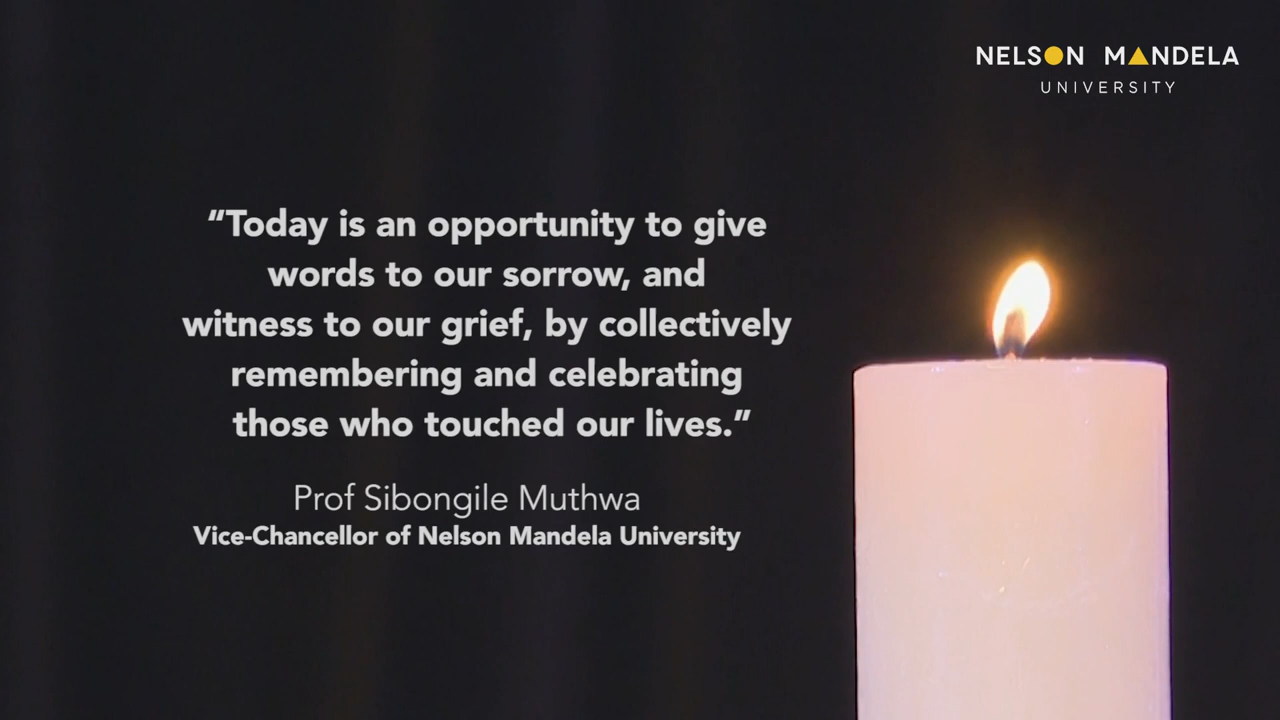 NELSON MANDELA
UNIVERSITY
“Today is an opportunity to give
words to our sorrow, and
witness to our grief, by collectively
remembering and celebrating
those who touched our lives.”
Prof Sibongile Muthwa
Vice-Chancellor of Nelson Mandela University